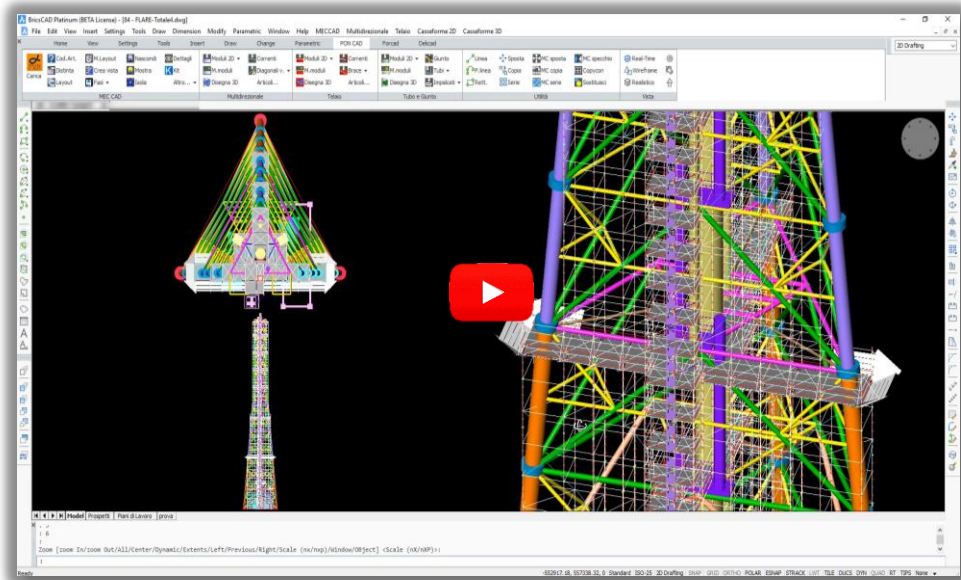 BricsCAD Platinum (BETA License) - [04 - FLARE-Totale4.dwg]
File Edit View Insert Settings Tools Draw Dimension Modify Parametric Window Help MECCAD Multidirezionale Telaio Casseforme 2D Casseforme 3D
Home View Settings Tools Insert Draw Change Parametric PON CAD Forcad Delcad
2D Drafting
Cerca
Cod.Art. M.Layout Nascondi Dettagli
Distinta Crea vista Mostra Kit
Layout Fasi Isola Altro...
MEC CAD
Moduli 2D Correnti
M.moduli Diagonali v.
Disegna 3D Articoli...
Multidirezionale
Moduli 2D Correnti
M.moduli Brace
Disegna 3D Articoli...
Telaio
Moduli 2D Giunto
M.moduli Tubi
Disegno 3D Impalcati
Tubo e Giunto
Linea Sposta MC sposta MC specchio
Rif.linea Copia MC copia Copycon
Rett. Serie MC serie Sostituisci
Utilità
Real-Time
Wireframe
Realistico
Vista
Model Prospetti Piani di Lavoro prova
: 6
:
Zoom [zoom In/zoom Out/All/Center/Dynamic/Extents/Left/Previous/Right/Scale (nx/nxp)/Window/OBject] <Scale (nX/nXP)>:
:
Ready
-552917.18, 557338.32, 0 Standard ISO-25 2D Drafting SNAP GRID ORTHO POLAR ESNAP STRACK LWT TILE DUCS DYN QUAD RT TIPS None